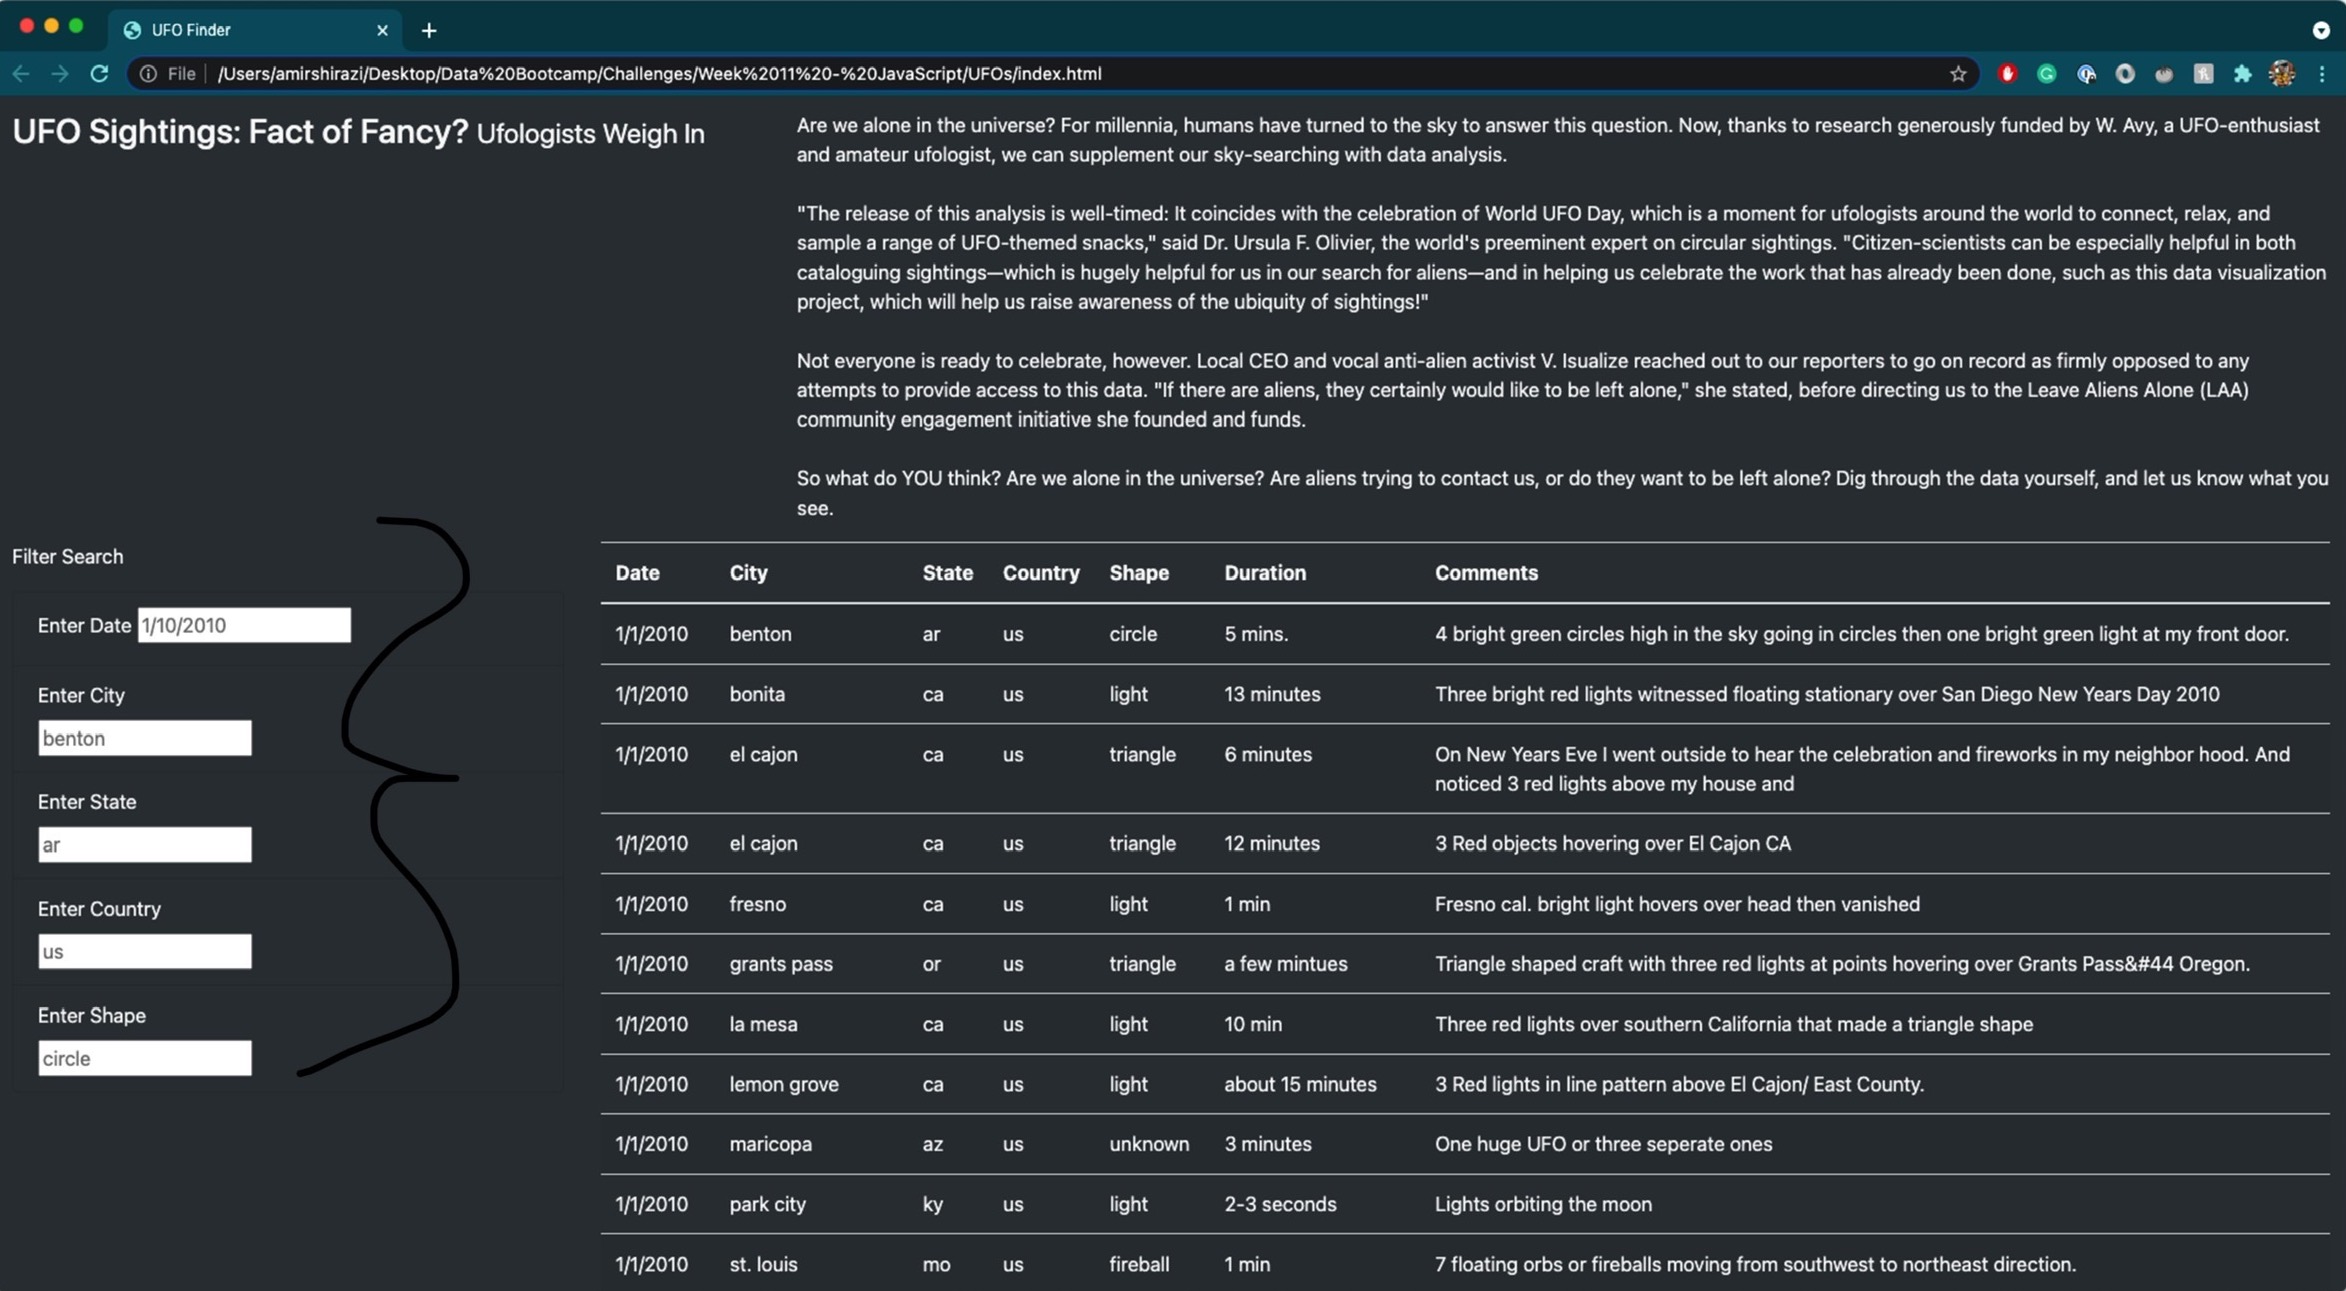 UFO Finder
File /Users/amirshirazi/Desktop/Data%20Bootcamp/Challenges/Week%2011%20-%20JavaScript/UFOs/index.html
UFO Sightings: Fact of Fancy? Ufologists Weigh In
Are we alone in the universe? For millennia, humans have turned to the sky to answer this question. Now, thanks to research generously funded by W. Avy, a UFO-enthusiast
and amateur ufologist, we can supplement our sky-searching with data analysis.
"The release of this analysis is well-timed: It coincides with the celebration of World UFO Day, which is a moment for ufologists around the world to connect, relax, and
sample a range of UFO-themed snacks," said Dr. Ursula F. Olivier, the world's preeminent expert on circular sightings. "Citizen-scientists can be especially helpful in both
cataloguing sightings—which is hugely helpful for us in our search for aliens—and in helping us celebrate the work that has already been done, such as this data visualization
project, which will help us raise awareness of the ubiquity of sightings!"
Not everyone is ready to celebrate, however. Local CEO and vocal anti-alien activist V. Isualize reached out to our reporters to go on record as firmly opposed to any
attempts to provide access to this data. "If there are aliens, they certainly would like to be left alone," she stated, before directing us to the Leave Aliens Alone (LAA)
community engagement initiative she founded and funds.
So what do YOU think? Are we alone in the universe? Are aliens trying to contact us, or do they want to be left alone? Dig through the data yourself, and let us know what you
see.
Filter Search
Enter Date 1/10/2010
Enter City
benton
Enter State
ar
Enter Country
us
Enter Shape
circle
Date City State Country Shape Duration Comments
1/1/2010 benton ar us circle 5 mins. 4 bright green circles high in the sky going in circles then one bright green light at my front door.
1/1/2010 bonita ca us light 13 minutes Three bright red lights witnessed floating stationary over San Diego New Years Day 2010
1/1/2010 el cajon ca us triangle 6 minutes On New Years Eve I went outside to hear the celebration and fireworks in my neighbor hood. And
noticed 3 red lights above my house and
1/1/2010 el cajon ca us triangle 12 minutes 3 Red objects hovering over El Cajon CA
1/1/2010 fresno ca us light 1 min Fresno cal. bright light hovers over head then vanished
1/1/2010 grants pass or us triangle a few mintues Triangle shaped craft with three red lights at points hovering over Grants Pass&#44 Oregon.
1/1/2010 la mesa ca us light 10 min Three red lights over southern California that made a triangle shape
1/1/2010 lemon grove ca us light about 15 minutes 3 Red lights in line pattern above El Cajon/ East County.
1/1/2010 maricopa az us unknown 3 minutes One huge UFO or three seperate ones
1/1/2010 park city ky us light 2-3 seconds Lights orbiting the moon
1/1/2010 st. louis mo us fireball 1 min 7 floating orbs or fireballs moving from southwest to northeast direction.